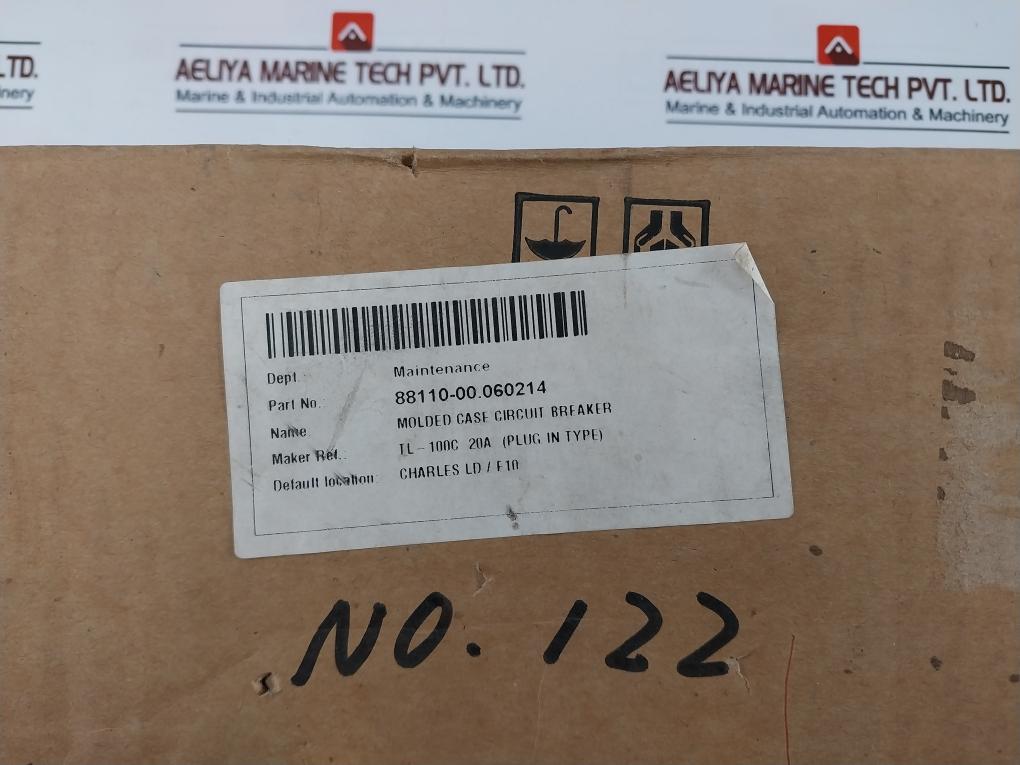 LTD.
inery
AELIYA MARINE TECH PVT. LTD.
Marine & Industrial Automation & Machinery
AELIYA MARINE TECH PVT. LTD.
Marine & Industrial Automation & Machinery
Dept.: Maintenance
Part No.: 88110-00.060214
Name MOLDED CASE CIRCUIT BREAKER
Maker Ref.: TL-100C 20A (PLUG IN TYPE)
Default location: CHARLES LD / F10
NO. 122